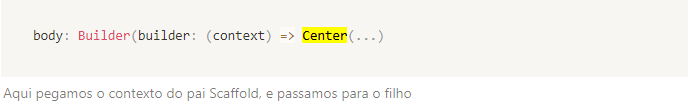 body: Builder(builder: (context) => Center(...)
Aqui pegamos o contexto do pai Scaffold, e passamos para o filho